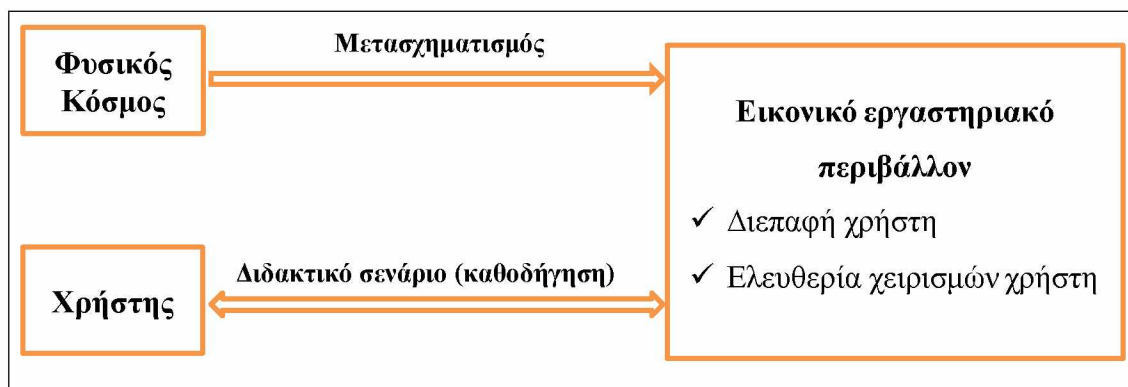 Φυσικός
Κόσμος
Μετασχηματισμός
Εικονικό εργαστηριακό
περιβάλλον
✓ Διεπαφή χρήστη
✓ Ελευθερία χειρισμών χρήστη
Διδακτικό σενάριο (καθοδήγηση)
Χρήστης